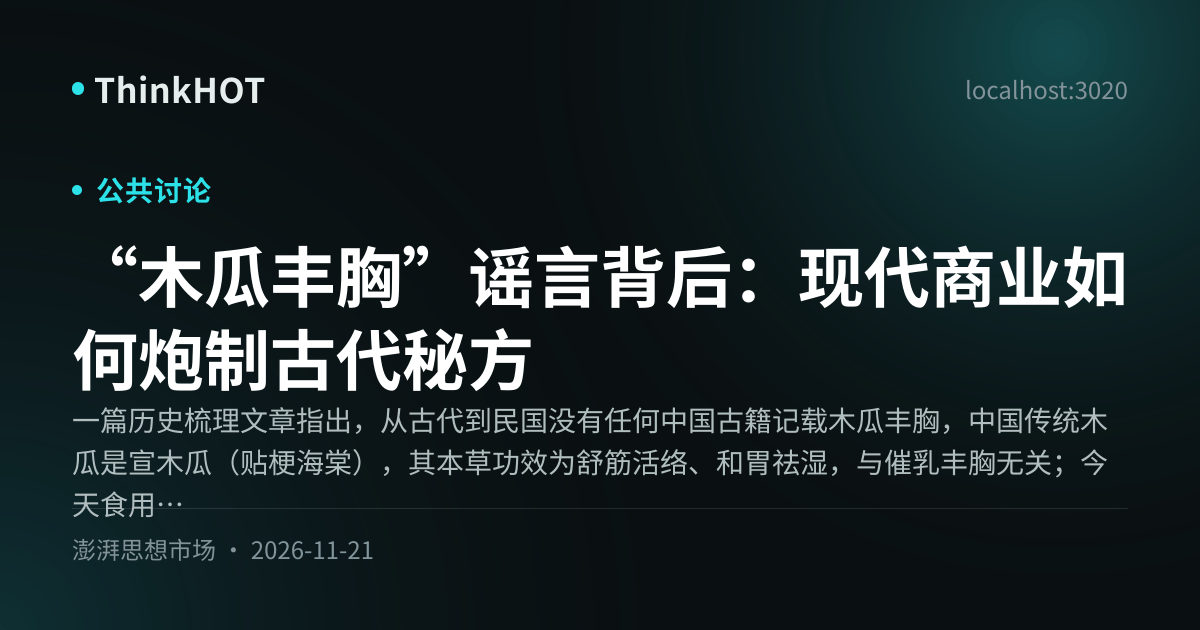 ThinkHOT
localhost:3020
公共讨论
“木瓜丰胸”谣言背后：现代商业如
何炮制古代秘方
一篇历史梳理文章指出，从古代到民国没有任何中国古籍记载木瓜丰胸，中国传统木
瓜是宣木瓜（贴梗海棠），其本草功效为舒筋活络、和胃祛湿，与催乳丰胸无关；今
天食用…
澎湃思想市场 • 2026-11-21